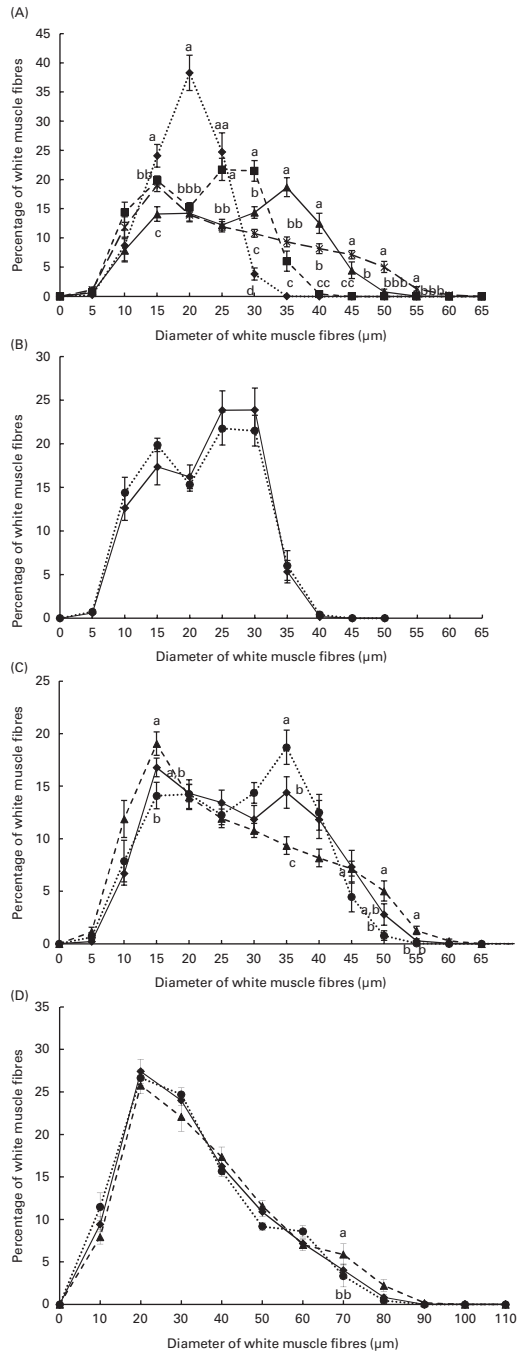 (A)
45
40
35
30
25
20
15
10
5
0
Percentage of white muscle fibres
a
a
aa
a
a
bb
bbb
a
b
bb
bb
a
a
c
c
b
b
a
d
c
cc
cc
bbb
bbb
0 5 10 15 20 25 30 35 40 45 50 55 60 65
Diameter of white muscle fibres (µm)
(B)
30
25
20
15
10
5
0
Percentage of white muscle fibres
0 5 10 15 20 25 30 35 40 45 50 55 60 65
Diameter of white muscle fibres (µm)
(C)
25
20
15
10
5
0
Percentage of white muscle fibres
a
a
a,b
b
b
c
a
a
a,b
b
a
b,b
0 5 10 15 20 25 30 35 40 45 50 55 60 65
Diameter of white muscle fibres (µm)
(D)
35
30
25
20
15
10
5
0
Percentage of white muscle fibres
a
bb
0 10 20 30 40 50 60 70 80 90 100 110
Diameter of white muscle fibres (µm)